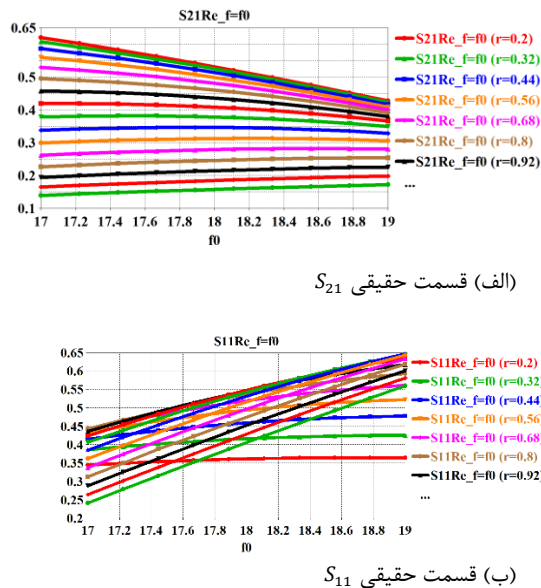 S21Re_f=f0
0.65
0.5
0.4
0.3
0.2
0.1
17 17.2 17.4 17.6 17.8 18 18.2 18.4 18.6 18.8 19
f0
S21Re_f=f0 (r=0.2)
S21Re_f=f0 (r=0.32)
S21Re_f=f0 (r=0.44)
S21Re_f=f0 (r=0.56)
S21Re_f=f0 (r=0.68)
S21Re_f=f0 (r=0.8)
S21Re_f=f0 (r=0.92)
...
(الف) قسمت حقیقی S₂₁
S11Re_f=f0
0.65
0.6
0.55
0.5
0.45
0.4
0.35
0.3
0.25
0.2
17 17.2 17.4 17.6 17.8 18 18.2 18.4 18.6 18.8 19
f0
S11Re_f=f0 (r=0.2)
S11Re_f=f0 (r=0.32)
S11Re_f=f0 (r=0.44)
S11Re_f=f0 (r=0.56)
S11Re_f=f0 (r=0.68)
S11Re_f=f0 (r=0.8)
S11Re_f=f0 (r=0.92)
...
(ب) قسمت حقیقی S₁₁